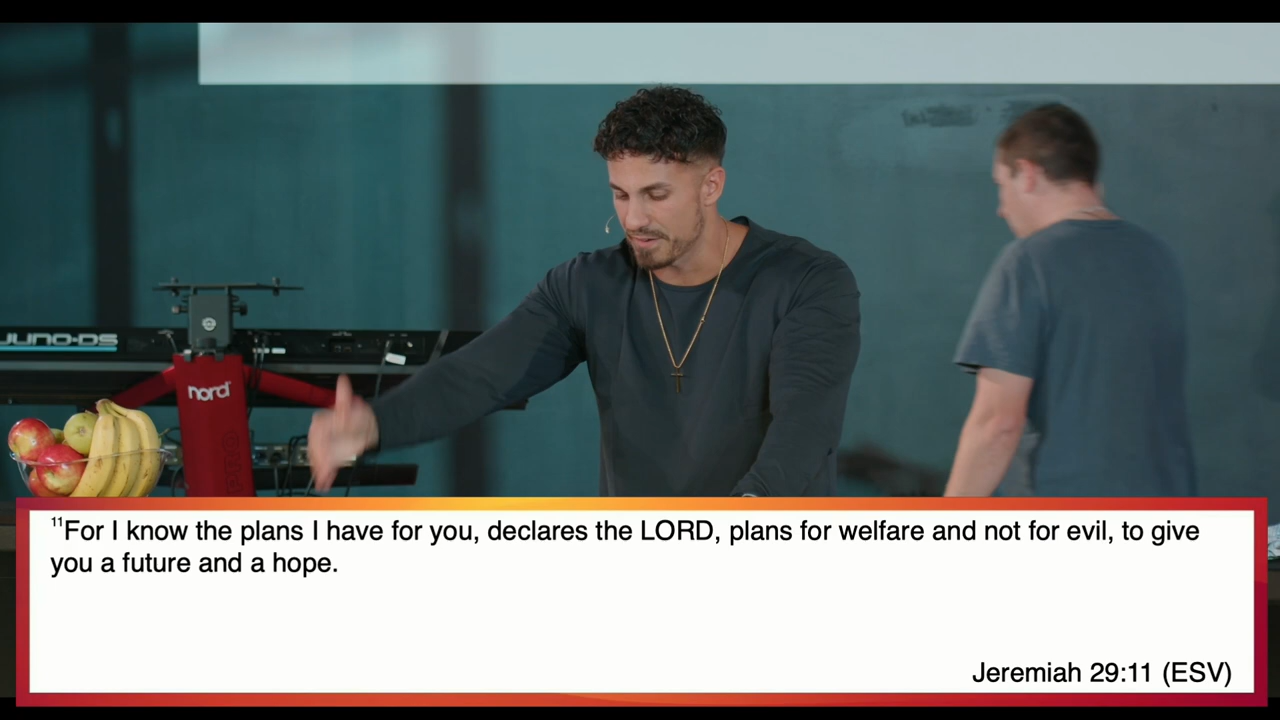 JUNO-DS
nord
¹¹For I know the plans I have for you, declares the LORD, plans for welfare and not for evil, to give
you a future and a hope.
Jeremiah 29:11 (ESV)